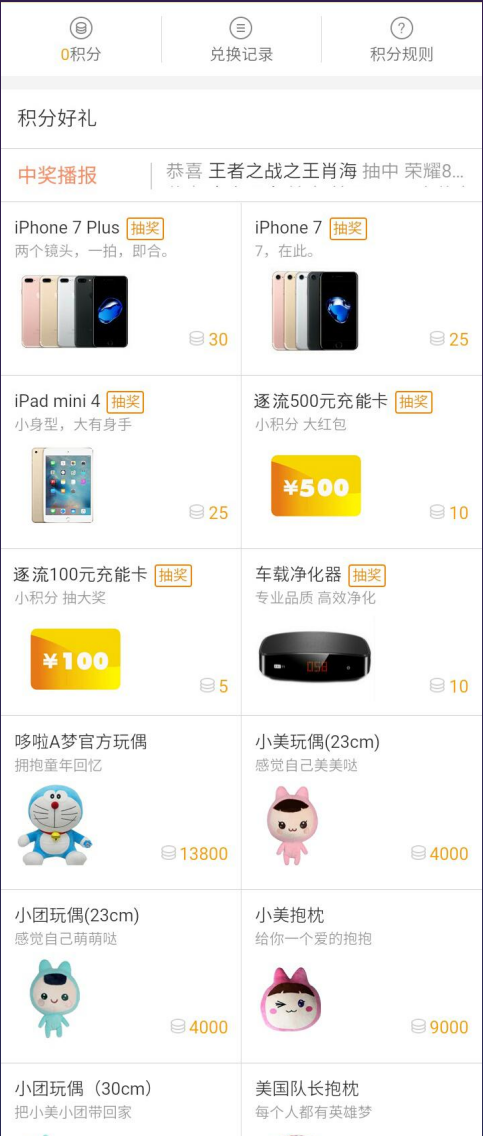 0积分
兑换记录
积分规则
积分好礼
中奖播报
恭喜 王者之战之王肖海 抽中 荣耀8...
iPhone 7 Plus 抽奖
两个镜头，一拍，即合。
30
iPhone 7 抽奖
7，在此。
25
iPad mini 4 抽奖
小身型，大有身手
25
逐流500元充能卡 抽奖
小积分 大红包
¥500
10
逐流100元充能卡 抽奖
小积分 抽大奖
¥100
5
车载净化器 抽奖
专业品质 高效净化
10
哆啦A梦官方玩偶
拥抱童年回忆
13800
小美玩偶(23cm)
感觉自己美美哒
4000
小团玩偶(23cm)
感觉自己萌萌哒
4000
小美抱枕
给你一个爱的抱抱
9000
小团玩偶（30cm）
把小美小团带回家
美国队长抱枕
每个人都有英雄梦